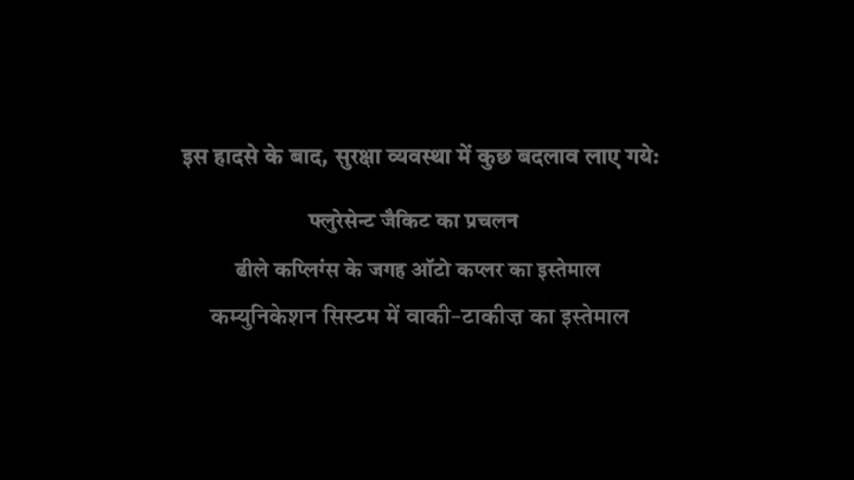 इस हादसे के बाद, सुरक्षा व्यवस्था में कुछ बदलाव लाए गयेः
फ्लुरेसेन्ट जैकिट का प्रचलन
ढीले कप्लिग्ंस के जगह ऑटो कप्लर का इस्तेमाल
कम्युनिकेशन सिस्टम में वाकी-टाकीज़ का इस्तेमाल